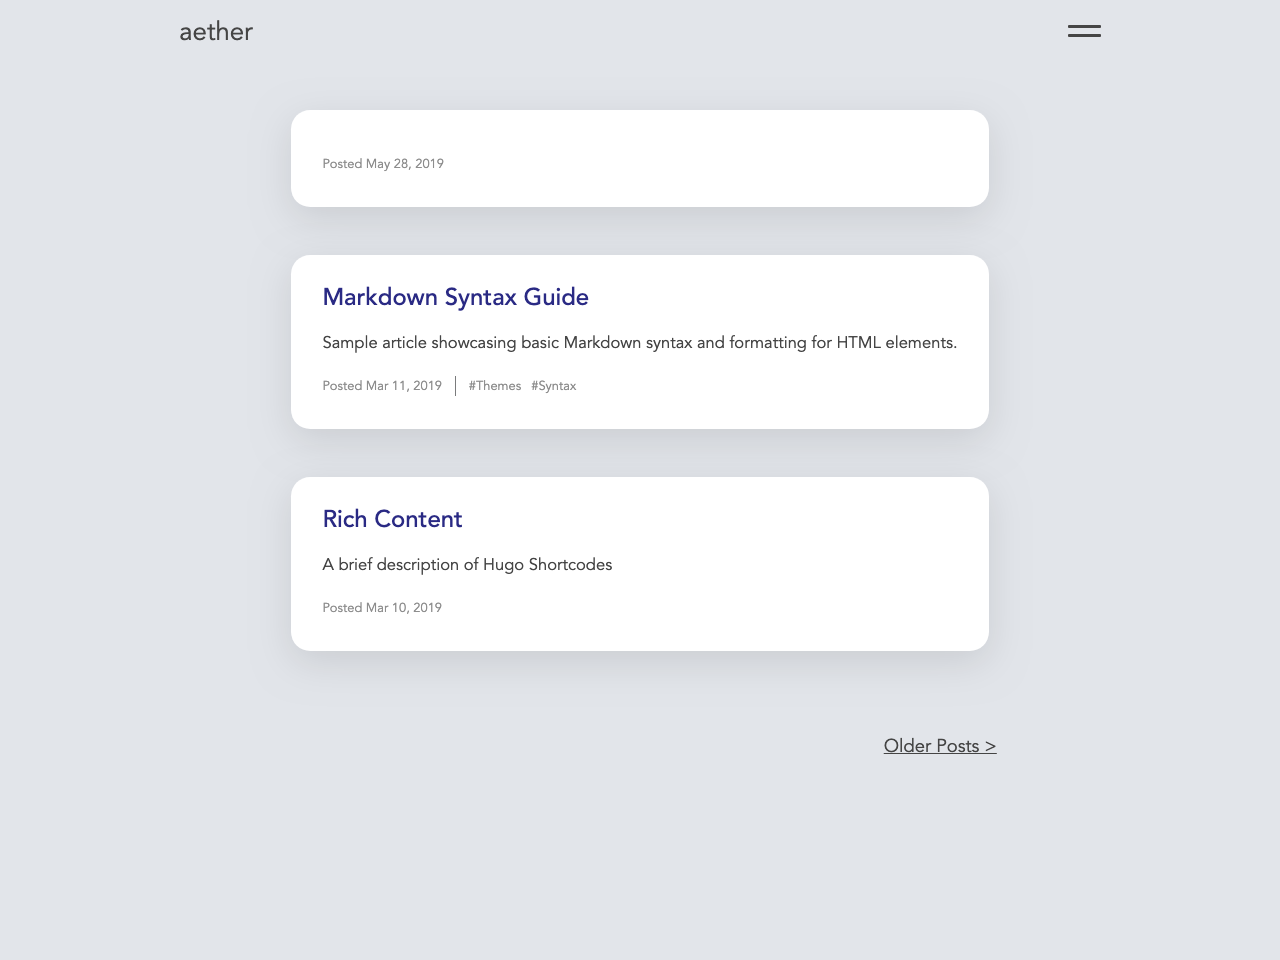 aether
Posted May 28, 2019
Markdown Syntax Guide
Sample article showcasing basic Markdown syntax and formatting for HTML elements.
Posted Mar 11, 2019 #Themes #Syntax
Rich Content
A brief description of Hugo Shortcodes
Posted Mar 10, 2019
Older Posts >